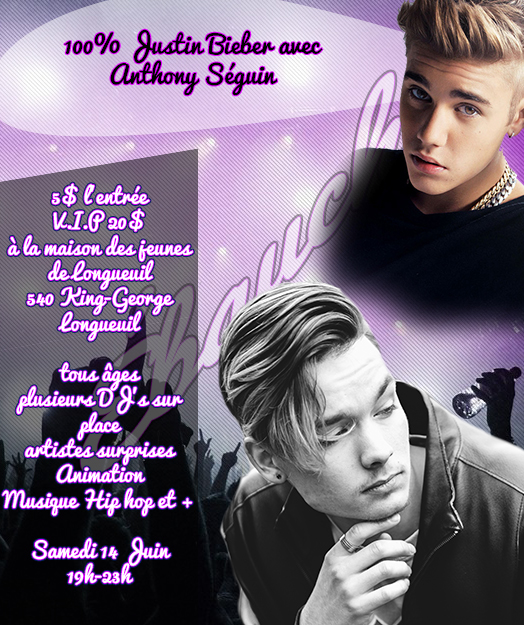 100% Justin Bieber avec
Anthony Séguin
5$ l'entrée
V.I.P 20$
à la maison des jeunes
de Longueuil
540 King-George
Longueuil
tous âges
plusieurs DJ's sur
place
artistes surprises
Animation
Musique Hip hop et +
Samedi 14 Juin
19h-23h